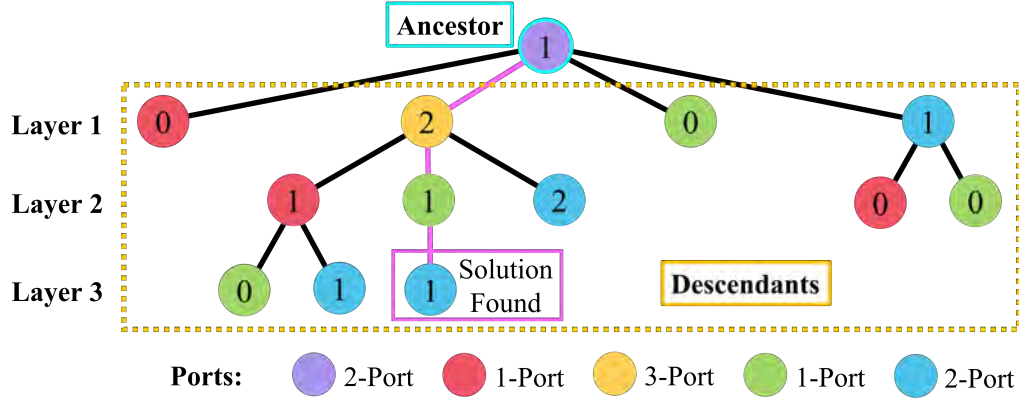 Ancestor
1
Layer 1
0
2
0
1
Layer 2
1
1
2
0
0
Layer 3
0
1
1
Solution
Found
Descendants
Ports:
2-Port
1-Port
3-Port
1-Port
2-Port